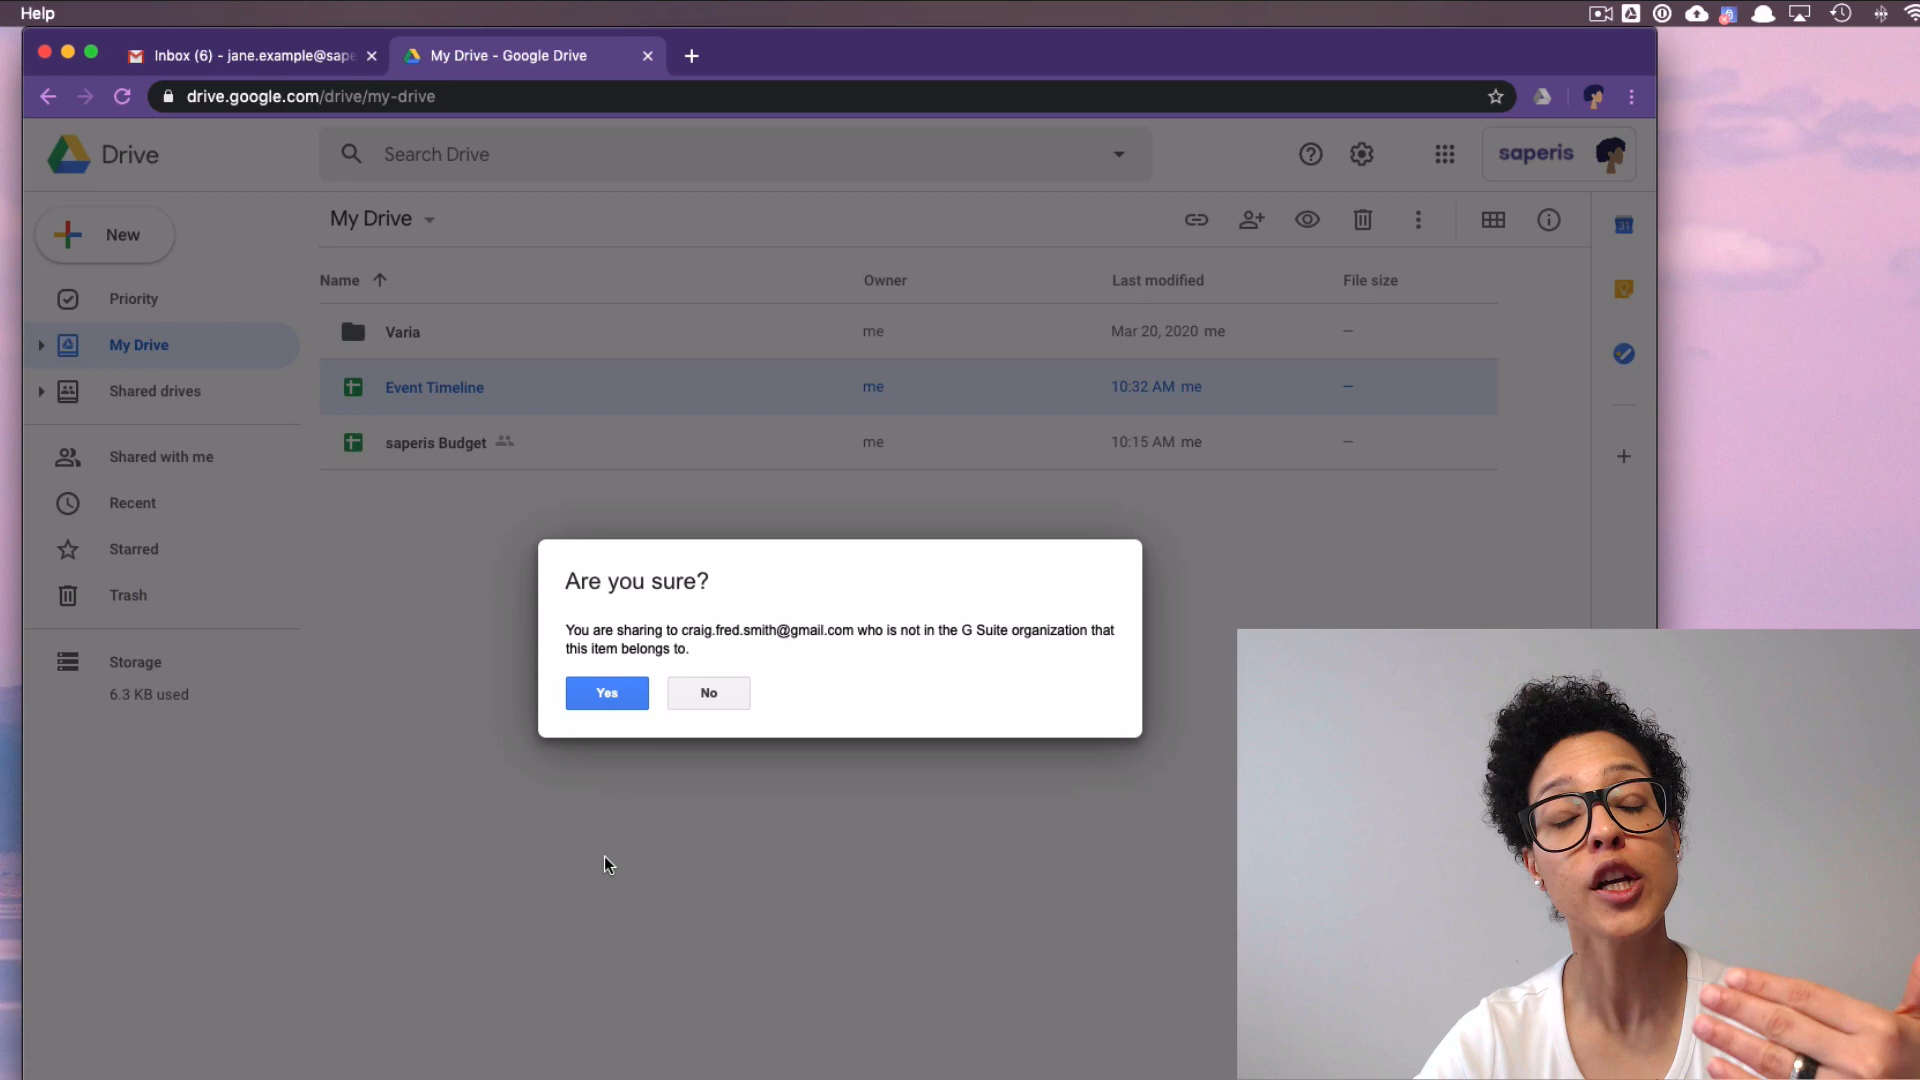 Help
Inbox (6) - jane.example@sape
My Drive - Google Drive
drive.google.com/drive/my-drive
Drive
Search Drive
saperis
New
My Drive
Name
Owner
Last modified
File size
Priority
Varia
me
Mar 20, 2020 me
–
My Drive
Shared drives
Event Timeline
me
10:32 AM me
–
saperis Budget
me
10:15 AM me
–
31
Shared with me
Recent
Starred
Trash
Storage
6.3 KB used
Are you sure?
You are sharing to craig.fred.smith@gmail.com who is not in the G Suite organization that
this item belongs to.
Yes
No